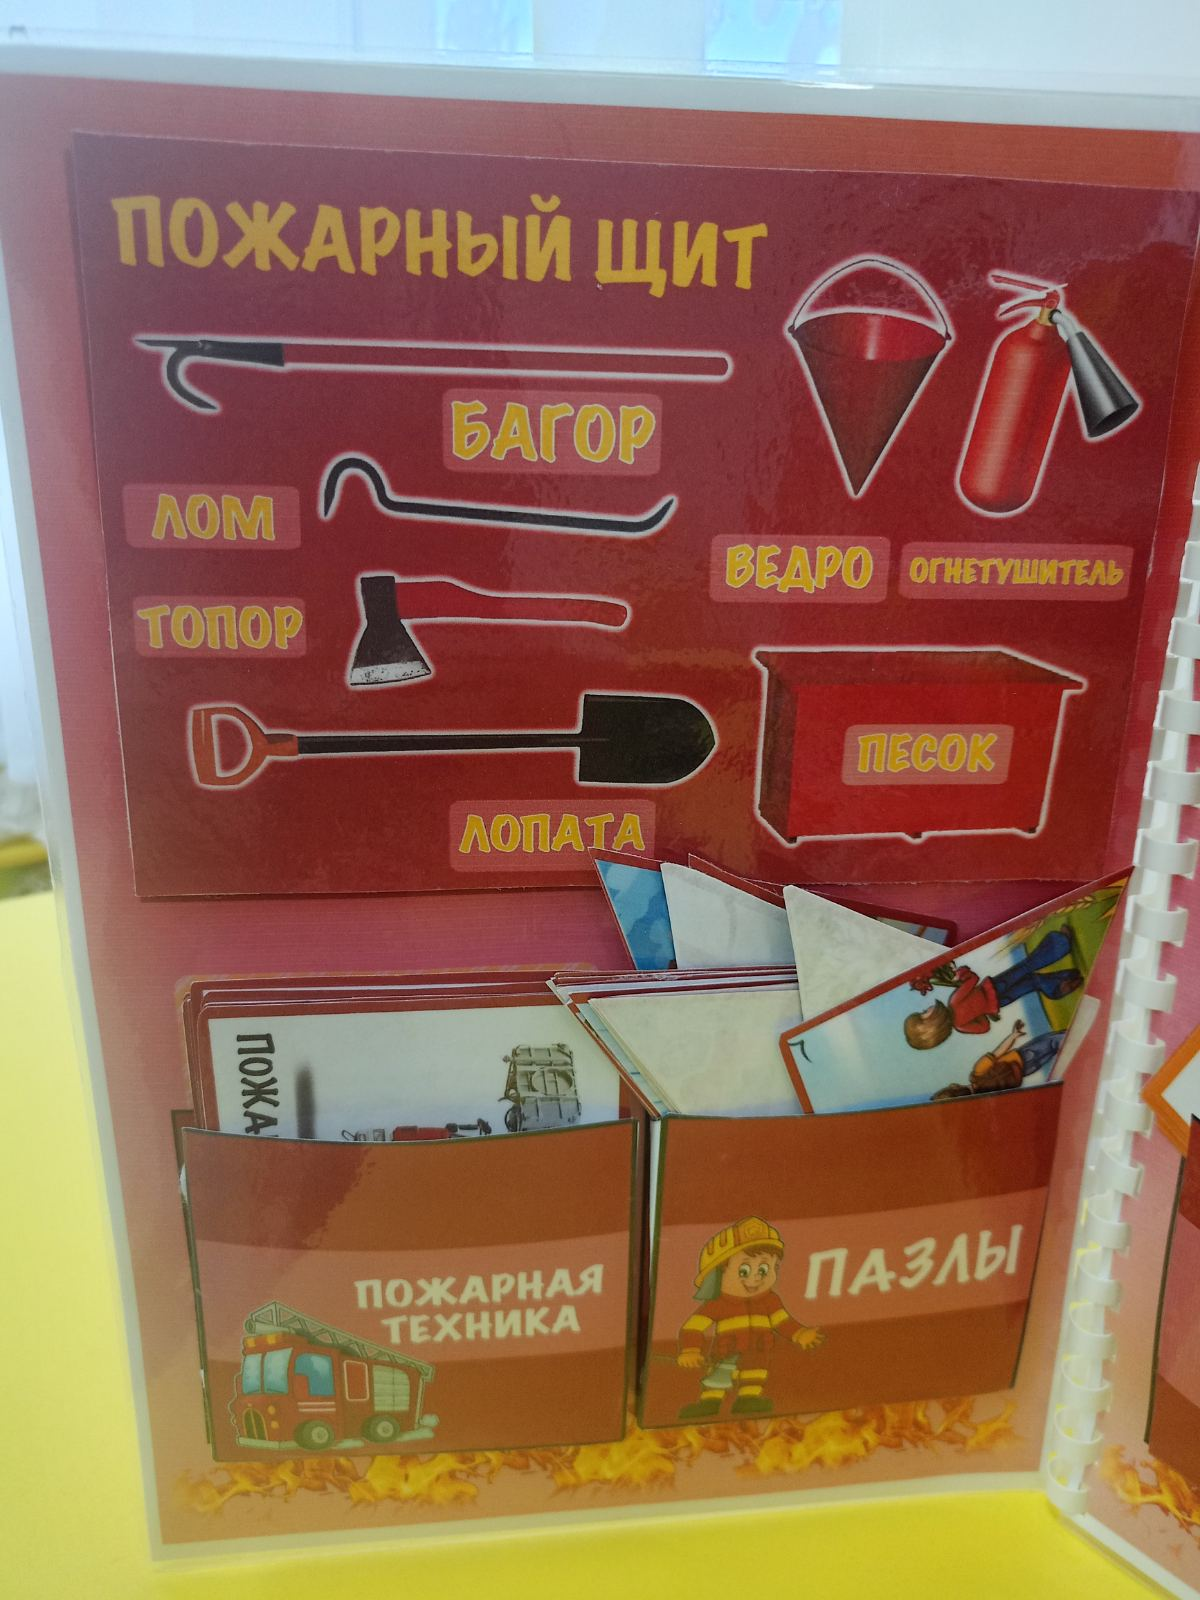 ПОЖАРНЫЙ ЩИТ
БАГОР
ЛОМ
ВЕДРО
ОГНЕТУШИТЕЛЬ
ТОПОР
ПЕСОК
ЛОПАТА
ПОЖАРНАЯ
ТЕХНИКА
ПАЗЛЫ